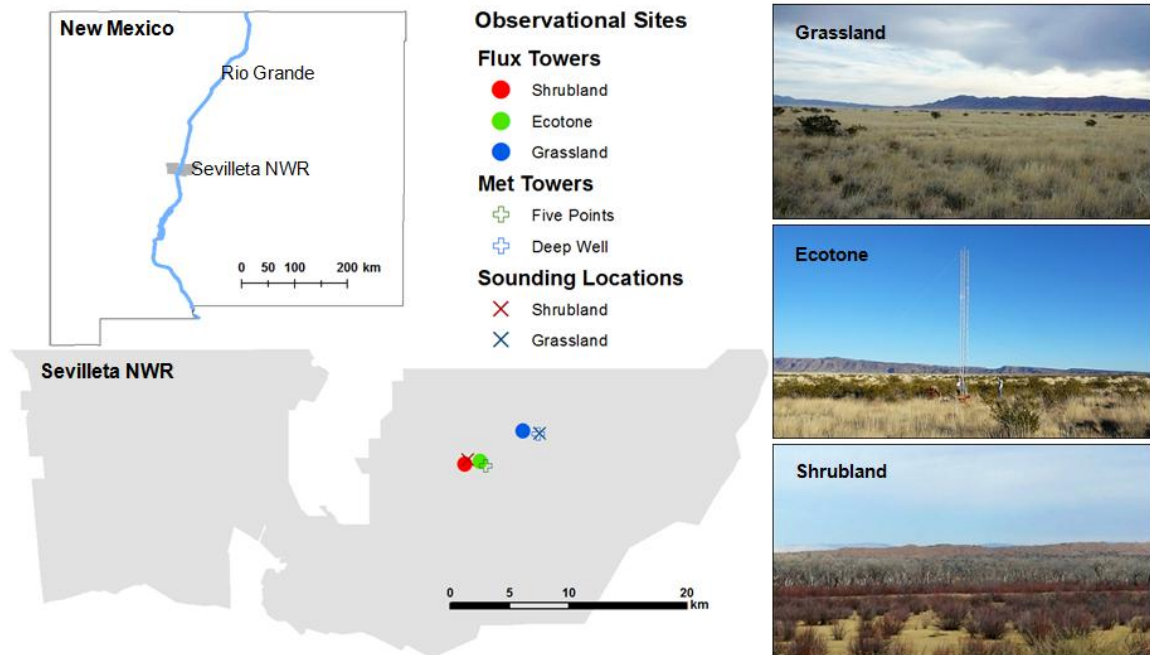 New Mexico
Rio Grande
Sevilleta NWR
0 50 100 200 km
Observational Sites
Flux Towers
Shrubland
Ecotone
Grassland
Met Towers
Five Points
Deep Well
Sounding Locations
Shrubland
Grassland
Sevilleta NWR
0 5 10 20
km
Grassland
Ecotone
Shrubland